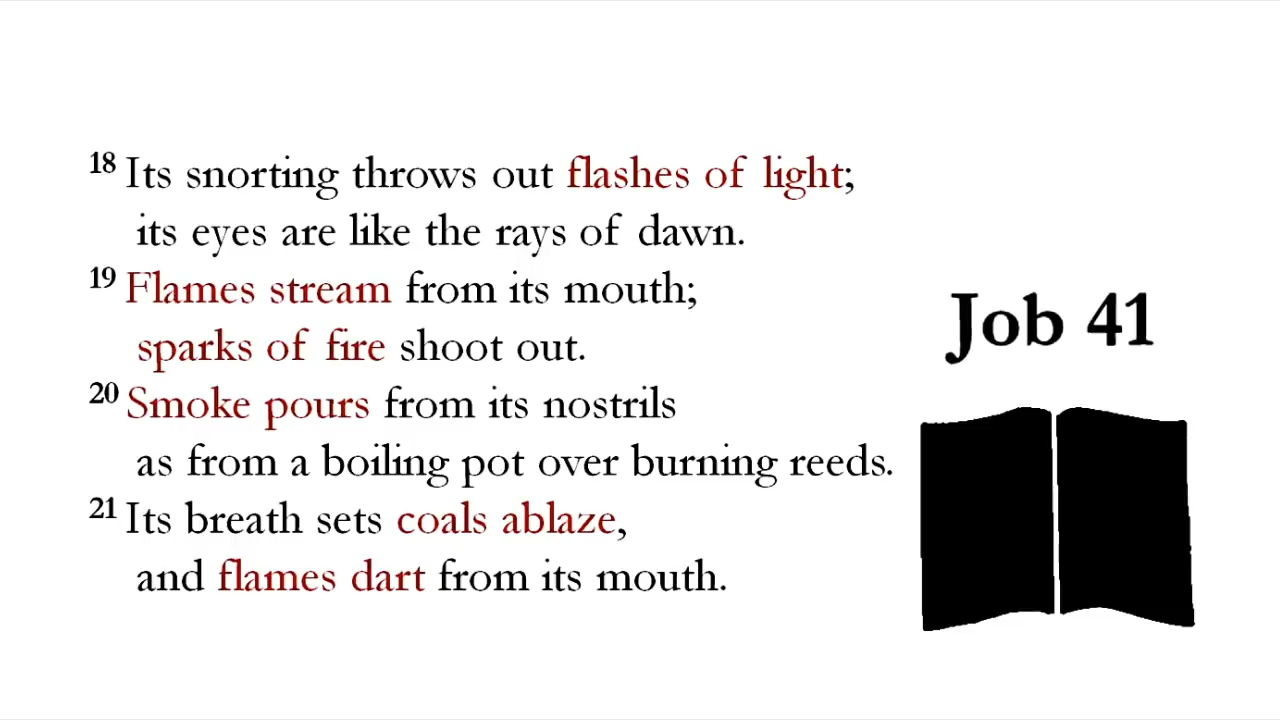 18 Its snorting throws out flashes of light;
its eyes are like the rays of dawn.
19 Flames stream from its mouth;
sparks of fire shoot out.
20 Smoke pours from its nostrils
as from a boiling pot over burning reeds.
21 Its breath sets coals ablaze,
and flames dart from its mouth.
Job 41